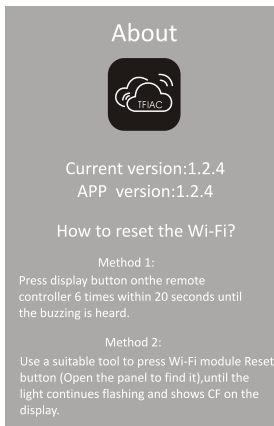 About
TFIAC
Current version:1.2.4
APP version:1.2.4
How to reset the Wi-Fi?
Method 1:
Press display button onthe remote
controller 6 times within 20 seconds until
the buzzing is heard.
Method 2:
Use a suitable tool to press Wi-Fi module Reset
button (Open the panel to find it),until the
light continues flashing and shows CF on the
display.